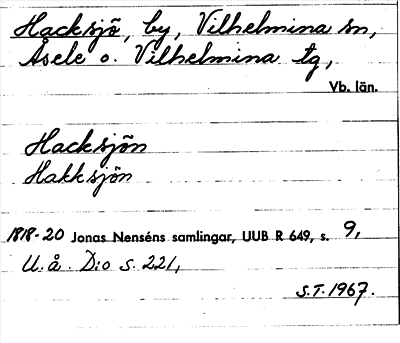 Hacksjö, by, Vilhelmina sn,
Åsele o. Vilhelmina tg,
Vb. län.
Hacksjön
Hakksjön
1818-20 Jonas Nenséns samlingar, UUB R 649, s. 9,
U.å. D:o s. 221,
S.T. 1967.